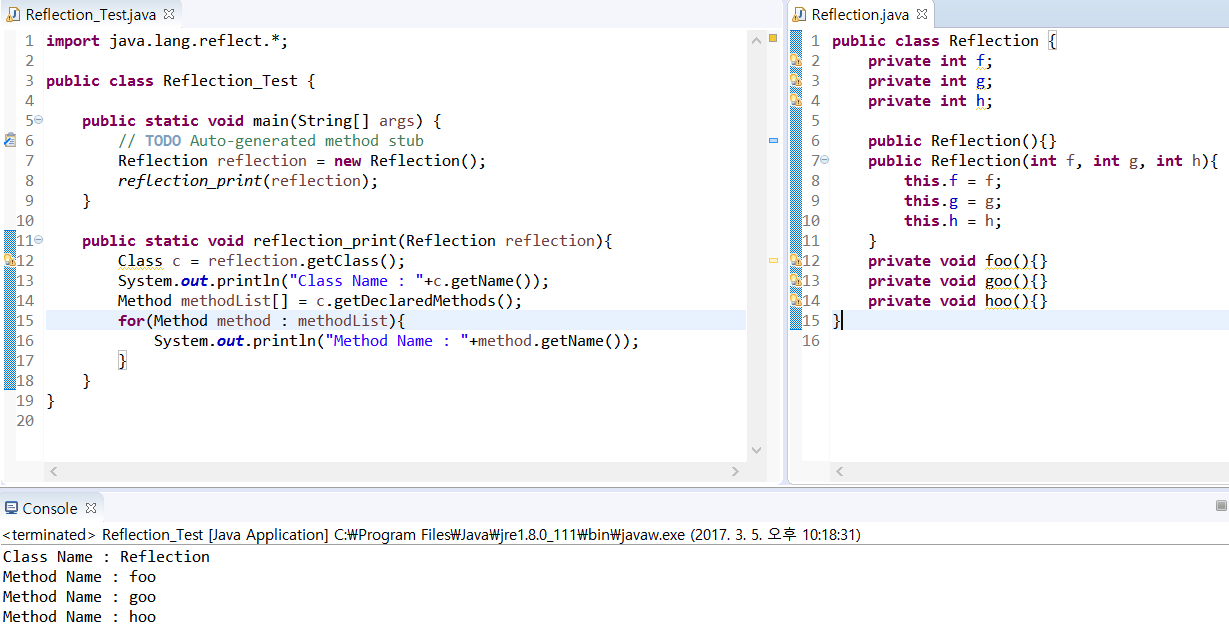 Reflection_Test.java
1 import java.lang.reflect.*;
2
3 public class Reflection_Test {
4
5 public static void main(String[] args) {
6 // TODO Auto-generated method stub
7 Reflection reflection = new Reflection();
8 reflection_print(reflection);
9 }
10
11 public static void reflection_print(Reflection reflection){
12 Class c = reflection.getClass();
13 System.out.println("Class Name : "+c.getName());
14 Method methodList[] = c.getDeclaredMethods();
15 for(Method method : methodList){
16 System.out.println("Method Name : "+method.getName());
17 }
18 }
19 }
20
Reflection.java
1 public class Reflection {
2 private int f;
3 private int g;
4 private int h;
5
6 public Reflection(){}
7 public Reflection(int f, int g, int h){
8 this.f = f;
9 this.g = g;
10 this.h = h;
11 }
12 private void foo(){}
13 private void goo(){}
14 private void hoo(){}
15 }
16
Console
<terminated> Reflection_Test [Java Application] C:₩Program Files₩Java₩jre1.8.0_111₩bin₩javaw.exe (2017. 3. 5. 오후 10:18:31)
Class Name : Reflection
Method Name : foo
Method Name : goo
Method Name : hoo